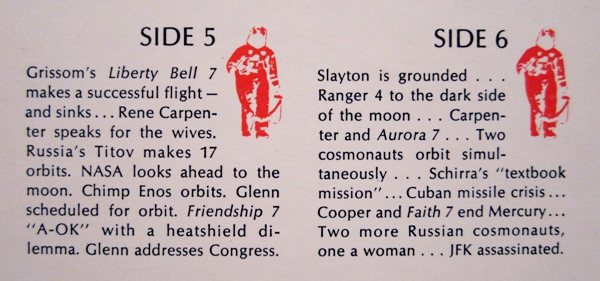 SIDE 5
Grissom's Liberty Bell 7
makes a successful flight —
and sinks ... Rene Carpen-
ter speaks for the wives.
Russia's Titov makes 17
orbits. NASA looks ahead to the
moon. Chimp Enos orbits. Glenn
scheduled for orbit. Friendship 7
"A-OK" with a heatshield di-
lemma. Glenn addresses Congress.
SIDE 6
Slayton is grounded . . .
Ranger 4 to the dark side
of the moon . . . Carpen-
ter and Aurora 7 . . . Two
cosmonauts orbit simul-
taneously . . . Schirra's "textbook
mission" ... Cuban missile crisis ...
Cooper and Faith 7 end Mercury ...
Two more Russian cosmonauts,
one a woman . . . JFK assassinated.